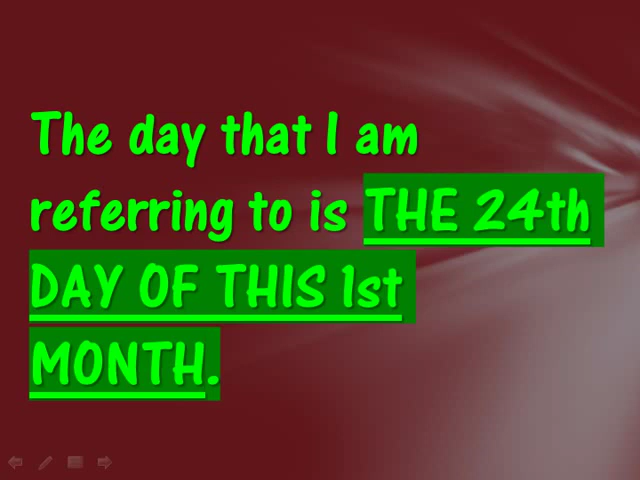 The day that I am
referring to is THE 24th
DAY OF THIS 1st
MONTH.